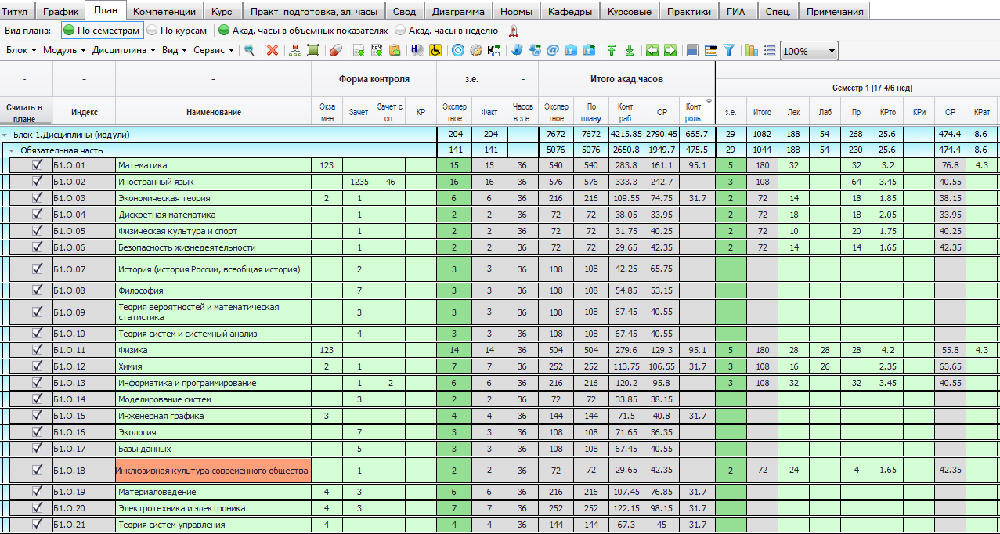 Титул График План Компетенции Курс Практ. подготовка, эл. часы Свод Диаграмма Нормы Кафедры Курсовые Практики ГИА Спец. Примечания
Вид плана: По семестрам По курсам Акад. часы в объемных показателях Акад. часы в неделю
Блок Модуль Дисциплина Вид Сервис 100%
- - - Форма контроля з.е. - Итого акад.часов
Семестр 1 [17 4/6 нед]
Считать в плане Индекс Наименование Экза мен Зачет Зачет с оц. КР Экспер тное Факт Часов в з.е. Экспер тное По плану Конт. раб. СР Конт роль з.е. Итого Лек Лаб Пр КРто КРи СР КРат
Блок 1.Дисциплины (модули) 204 204 7672 7672 4215.85 2790.45 665.7 29 1082 188 54 268 25.6 474.4 8.6
Обязательная часть 141 141 5076 5076 2650.8 1949.7 475.5 29 1044 188 54 230 25.6 474.4 8.6
Б1.О.01 Математика 123 15 15 36 540 540 283.8 161.1 95.1 5 180 32 32 3.2 76.8 4.3
Б1.О.02 Иностранный язык 1235 46 16 16 36 576 576 333.3 242.7 3 108 64 3.45 40.55
Б1.О.03 Экономическая теория 2 1 6 6 36 216 216 109.55 74.75 31.7 2 72 14 18 1.85 38.15
Б1.О.04 Дискретная математика 1 2 2 36 72 72 38.05 33.95 2 72 18 18 2.05 33.95
Б1.О.05 Физическая культура и спорт 1 2 2 36 72 72 31.75 40.25 2 72 10 20 1.75 40.25
Б1.О.06 Безопасность жизнедеятельности 1 2 2 36 72 72 29.65 42.35 2 72 14 14 1.65 42.35
Б1.О.07 История (история России, всеобщая история) 2 3 3 36 108 108 42.25 65.75
Б1.О.08 Философия 7 3 3 36 108 108 54.85 53.15
Б1.О.09 Теория вероятностей и математическая статистика 3 3 3 36 108 108 67.45 40.55
Б1.О.10 Теория систем и системный анализ 4 3 3 36 108 108 67.45 40.55
Б1.О.11 Физика 123 14 14 36 504 504 279.6 129.3 95.1 5 180 28 28 28 4.2 55.8 4.3
Б1.О.12 Химия 2 1 7 7 36 252 252 113.75 106.55 31.7 3 108 16 26 2.35 63.65
Б1.О.13 Информатика и программирование 1 2 6 6 36 216 216 120.2 95.8 3 108 32 32 3.45 40.55
Б1.О.14 Моделирование систем 3 2 2 36 72 72 33.85 38.15
Б1.О.15 Инженерная графика 3 4 4 36 144 144 71.5 40.8 31.7
Б1.О.16 Экология 7 3 3 36 108 108 71.65 36.35
Б1.О.17 Базы данных 5 3 3 36 108 108 67.45 40.55
Б1.О.18 Инклюзивная культура современного общества 1 2 2 36 72 72 29.65 42.35 2 72 24 4 1.65 42.35
Б1.О.19 Материаловедение 4 3 6 6 36 216 216 107.45 76.85 31.7
Б1.О.20 Электротехника и электроника 4 3 7 7 36 252 252 122.15 98.15 31.7
Б1.О.21 Теория систем управления 4 4 4 36 144 144 67.3 45 31.7